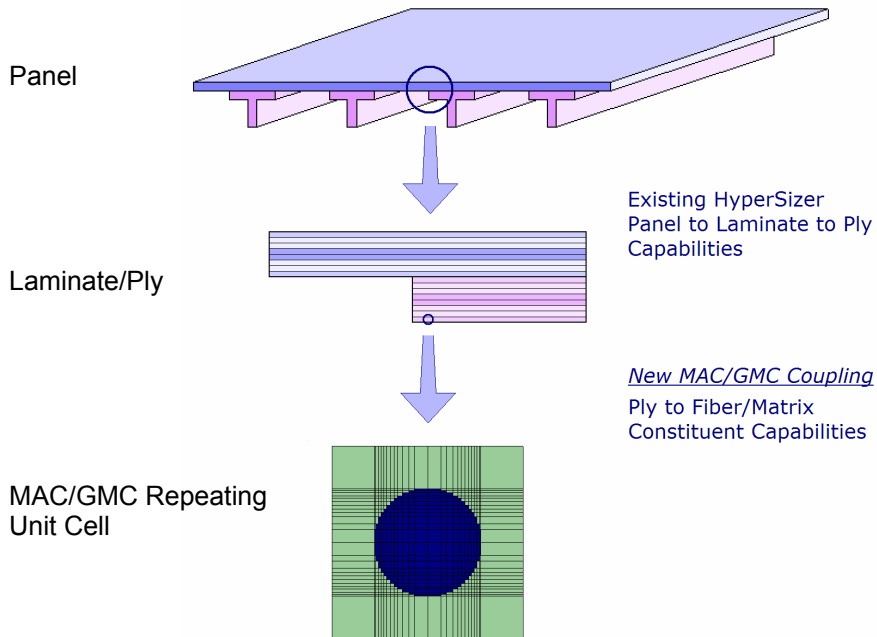 Panel
Existing HyperSizer
Panel to Laminate to Ply
Capabilities
Laminate/Ply
New MAC/GMC Coupling
Ply to Fiber/Matrix
Constituent Capabilities
MAC/GMC Repeating
Unit Cell